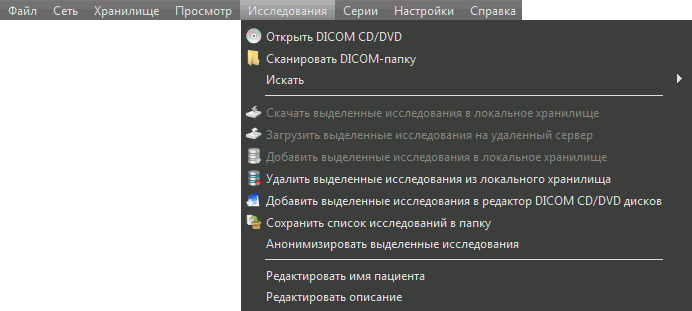 Файл Сеть Хранилище Просмотр Исследования Серии Настройки Справка
Открыть DICOM CD/DVD
Сканировать DICOM-папку
Искать
Скачать выделенные исследования в локальное хранилище
Загрузить выделенные исследования на удаленный сервер
Добавить выделенные исследования в локальное хранилище
Удалить выделенные исследования из локального хранилища
Добавить выделенные исследования в редактор DICOM CD/DVD дисков
Сохранить список исследований в папку
Анонимизировать выделенные исследования
Редактировать имя пациента
Редактировать описание